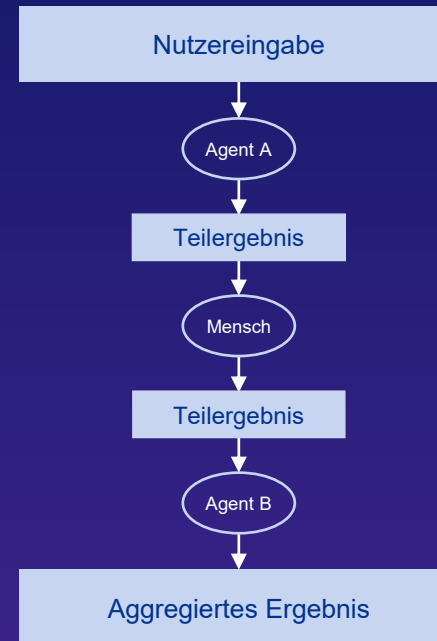 Nutzereingabe
Agent A
Teilergebnis
Mensch
Teilergebnis
Agent B
Aggregiertes Ergebnis